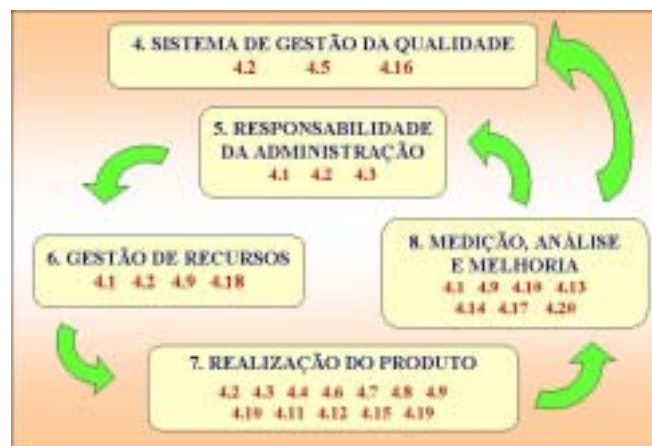 4. SISTEMA DE GESTÃO DA QUALIDADE
4.2 4.5 4.16
5. RESPONSABILIDADE
DA ADMINISTRAÇÃO
4.1 4.2 4.3
6. GESTÃO DE RECURSOS
4.1 4.2 4.9 4.18
8. MEDIÇÃO, ANÁLISE
E MELHORIA
4.1 4.9 4.10 4.13
4.14 4.17 4.20
7. REALIZAÇÃO DO PRODUTO
4.2 4.3 4.4 4.6 4.7 4.8 4.9
4.10 4.11 4.12 4.15 4.19